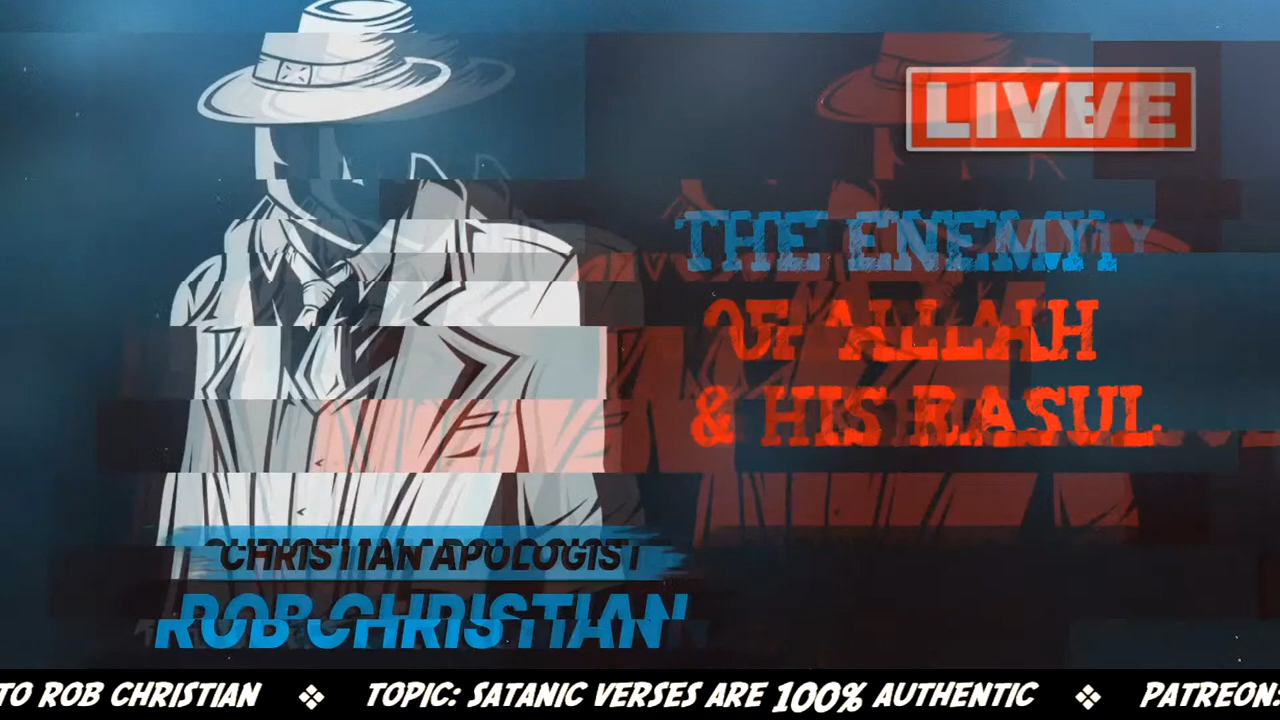 LIVE
THE ENEMY
OF ALLAH
& HIS RASUL
CHRISTIAN APOLOGIST
ROB CHRISTIAN
TO ROB CHRISTIAN ❖ TOPIC: SATANIC VERSES ARE 100% AUTHENTIC ❖ PATREON: